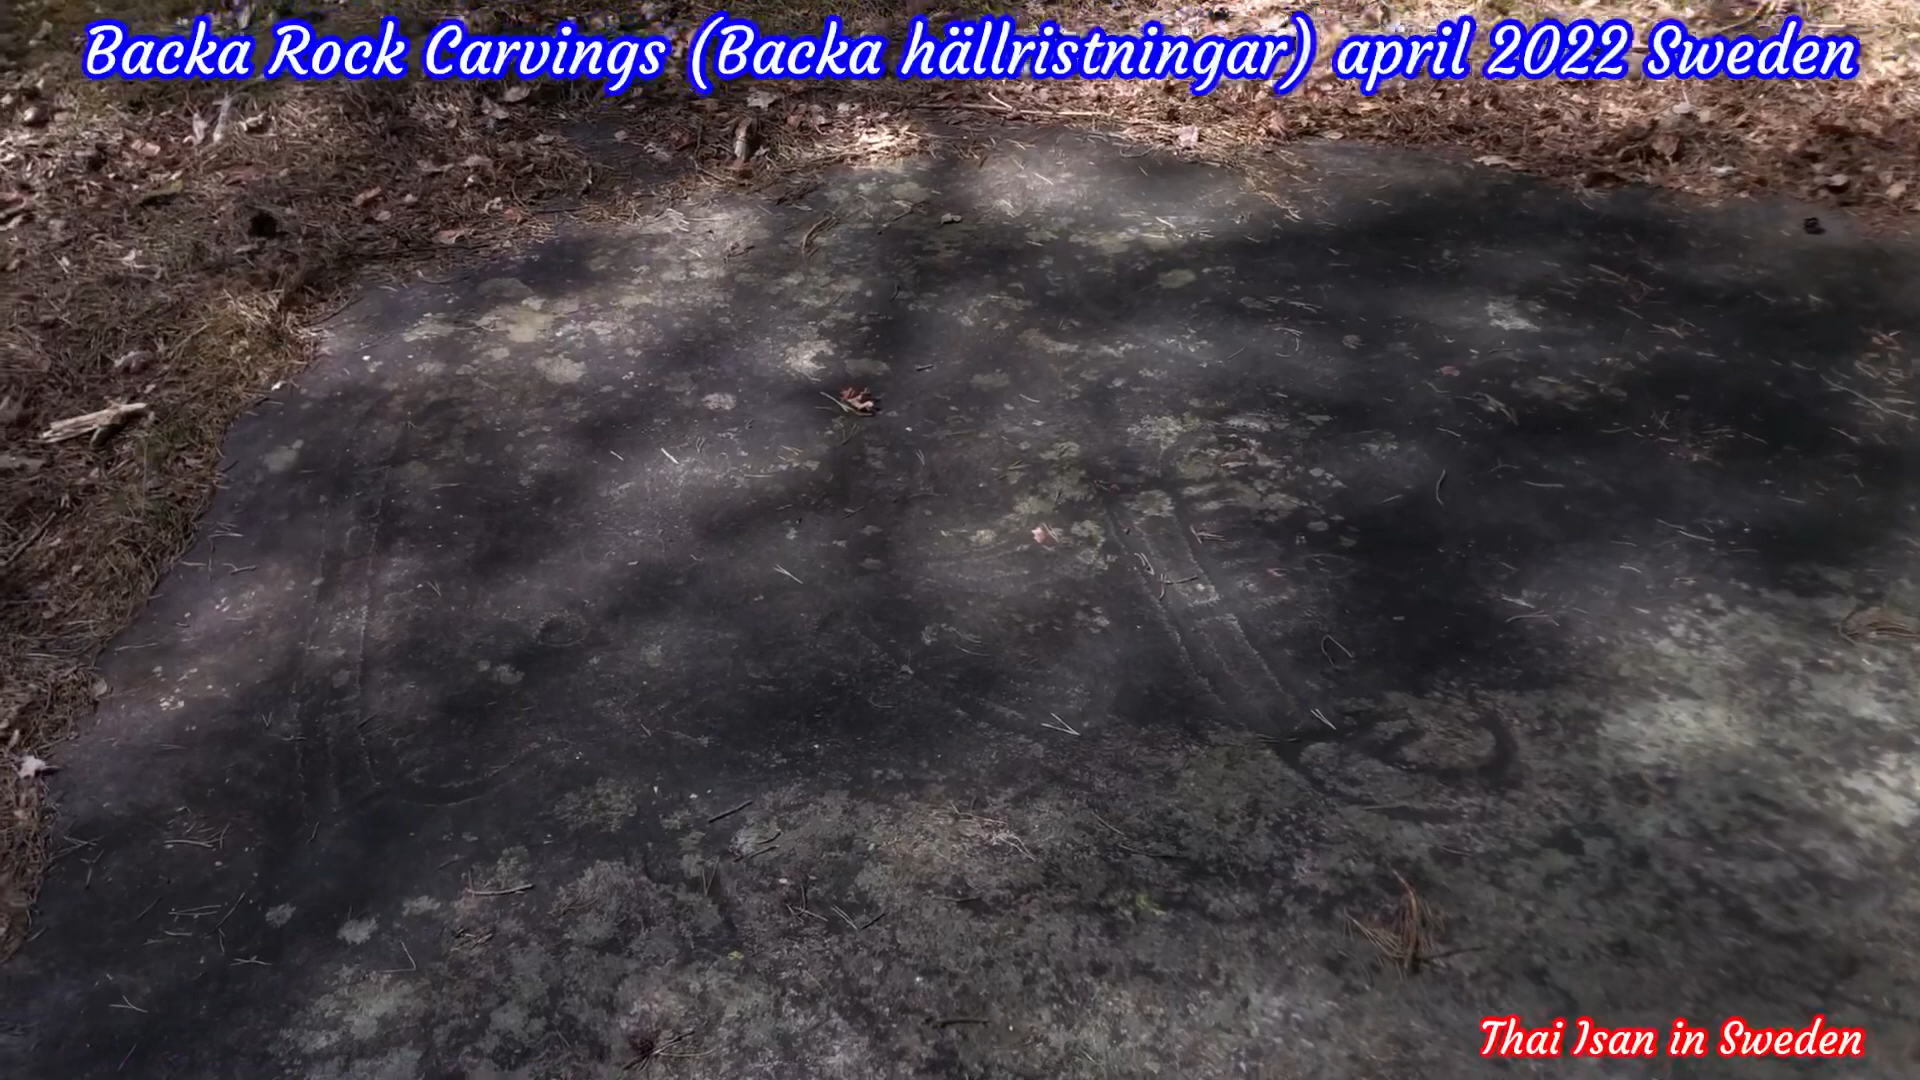 Backa Rock Carvings (Backa hällristningar) april 2022 Sweden
Thai Isan in Sweden